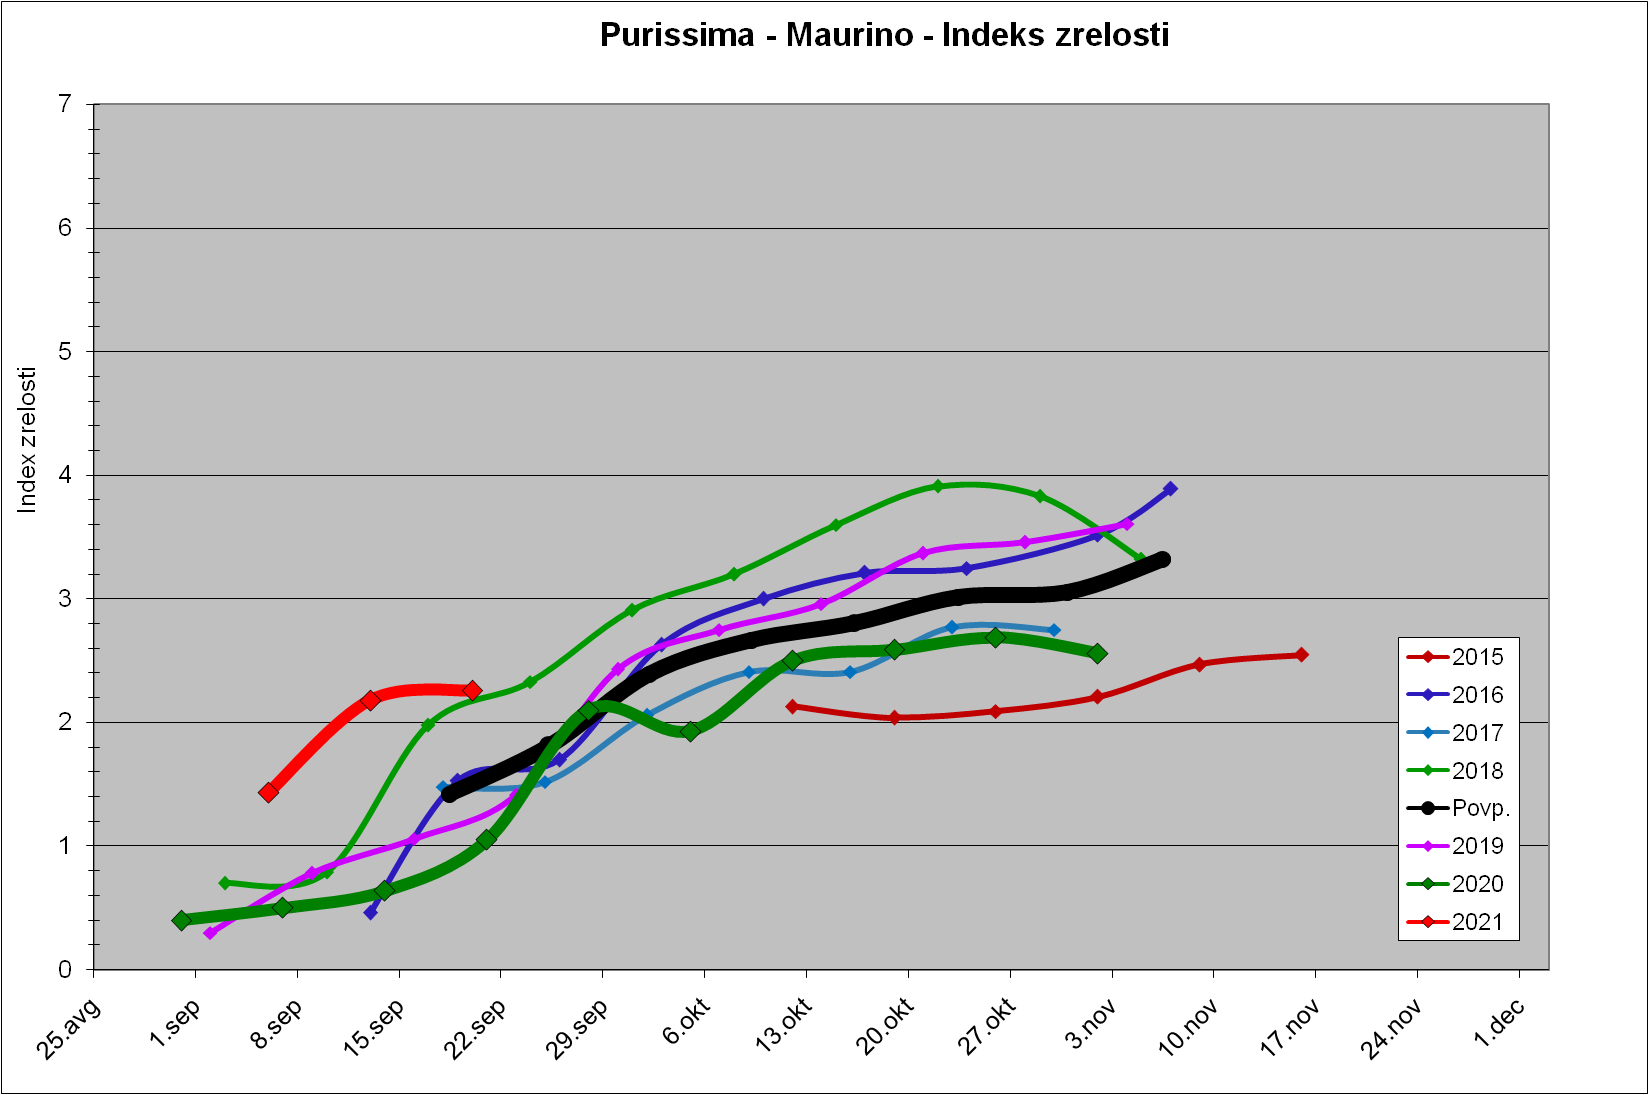 Purissima - Maurino - Indeks zrelosti
7
6
5
4
3
2
1
0
Index zrelosti
25.avg
1.sep
8.sep
15.sep
22.sep
29.sep
6.okt
13.okt
20.okt
27.okt
3.nov
10.nov
17.nov
24.nov
1.dec
2015
2016
2017
2018
Povp.
2019
2020
2021